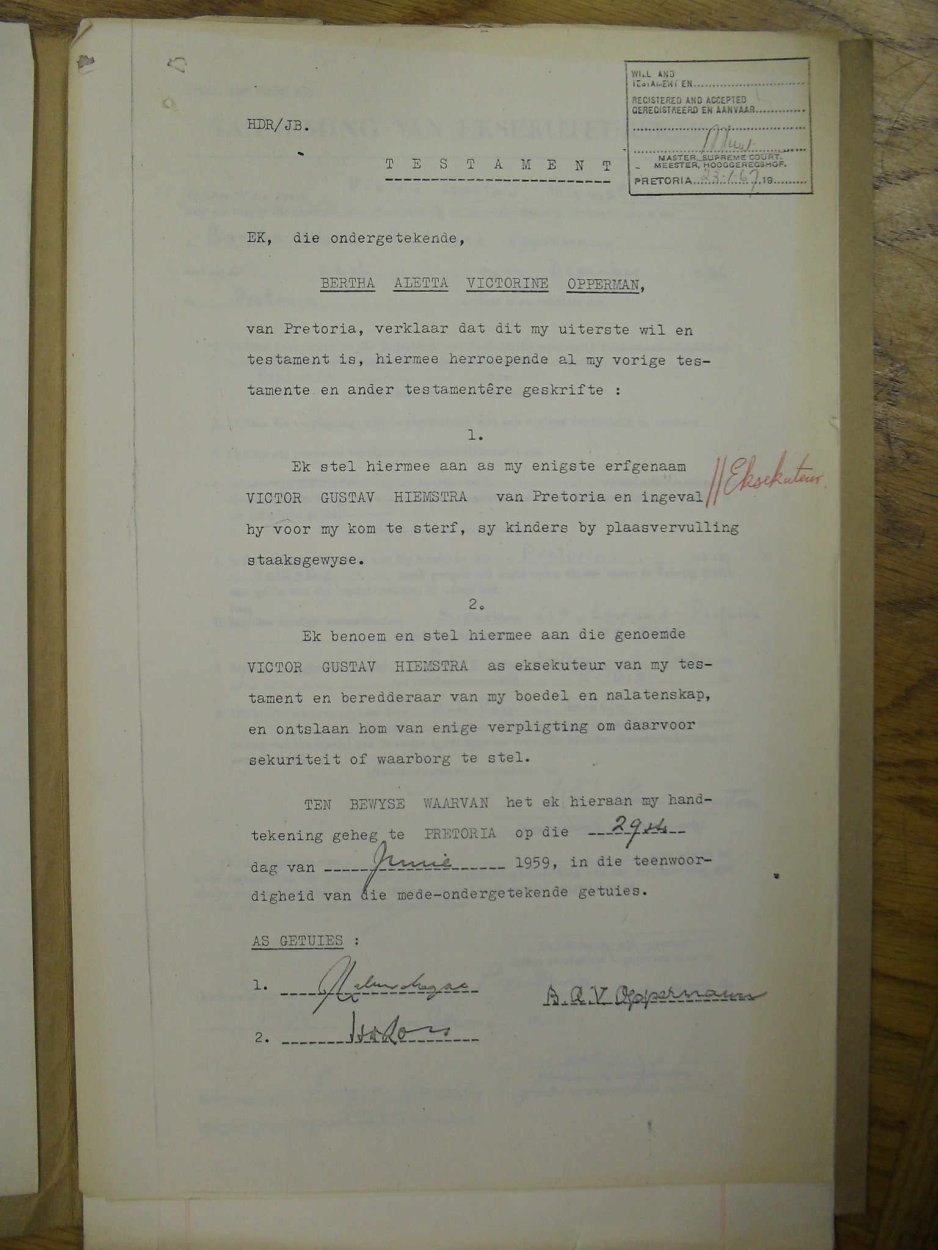 WILL AND
TESTAMENT EN
REGISTERED AND ACCEPTED
GEREGISTREERD EN AANVAAR
MASTER, SUPREME COURT.
MEESTER, HOOGGEREGSHOF.
PRETORIA 23.1.67 19
HDR/JB.
T E S T A M E N T
EK, die ondergetekende,
BERTHA ALETTA VICTORINE OPPERMAN,
van Pretoria, verklaar dat dit my uiterste wil en
testament is, hiermee herroepende al my vorige tes-
tamente en ander testamentêre geskrifte :
1.
Ek stel hiermee aan as my enigste erfgenaam
VICTOR GUSTAV HIEMSTRA van Pretoria en ingeval // Eksekuteur.
hy voor my kom te sterf, sy kinders by plaasvervulling
staaksgewyse.
2.
Ek benoem en stel hiermee aan die genoemde
VICTOR GUSTAV HIEMSTRA as eksekuteur van my tes-
tament en beredderaar van my boedel en nalatenskap,
en ontslaan hom van enige verpligting om daarvoor
sekuriteit of waarborg te stel.
TEN BEWYSE WAARVAN het ek hieraan my hand-
tekening geheg te PRETORIA op die 29ste
dag van Junie 1959, in die teenwoor-
digheid van die mede-ondergetekende getuies.
AS GETUIES :
1.
B.A.V Opperman
2.